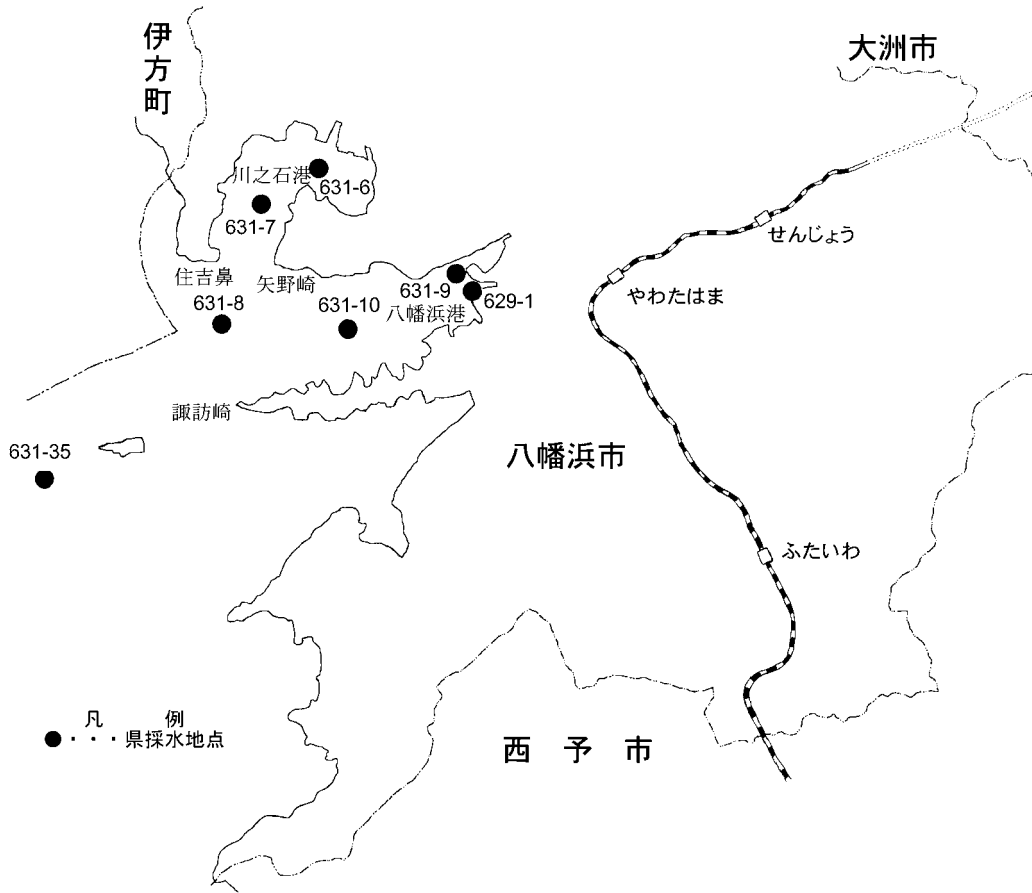 伊方町
大洲市
川之石港
631-6
631-7
せんじょう
住吉鼻
矢野崎
631-9
やわたはま
631-8
631-10
八幡浜港
629-1
諏訪崎
631-35
八幡浜市
ふたいわ
凡 例
●・・・県採水地点
西予市